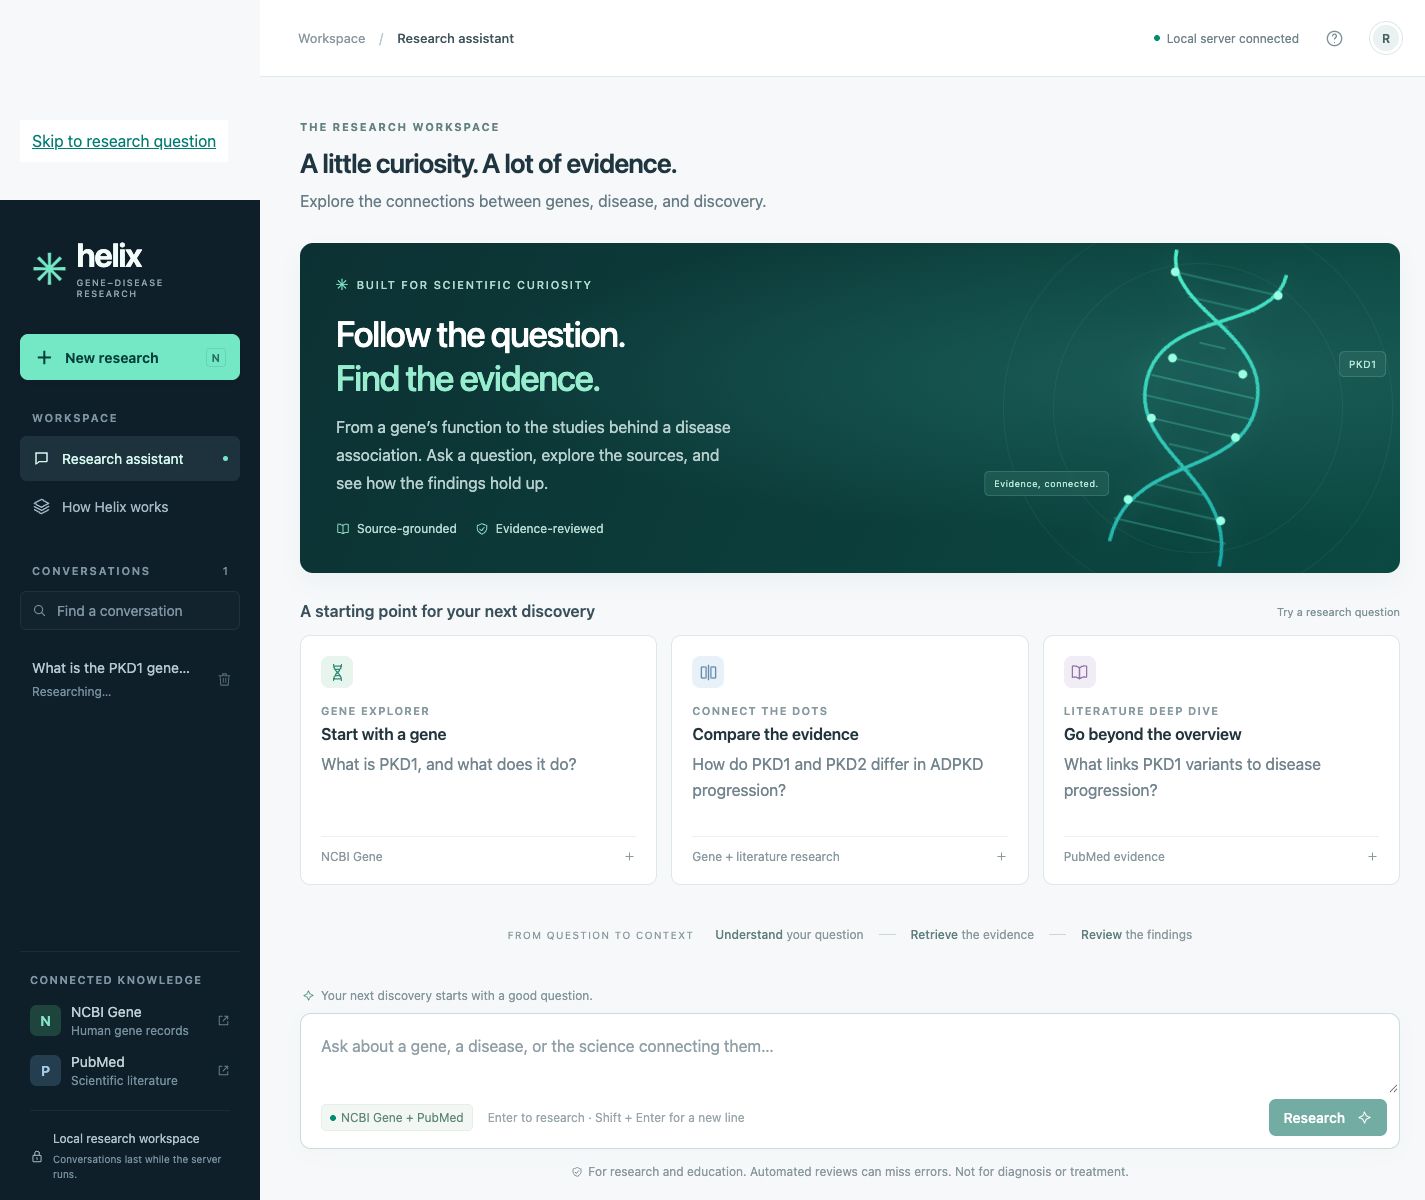 Workspace / Research assistant
Local server connected
R
Skip to research question
helix
GENE–DISEASE
RESEARCH
New research N
WORKSPACE
Research assistant
How Helix works
CONVERSATIONS 1
Find a conversation
What is the PKD1 gene...
Researching...
CONNECTED KNOWLEDGE
N
NCBI Gene
Human gene records
P
PubMed
Scientific literature
Local research workspace
Conversations last while the server
runs.
THE RESEARCH WORKSPACE
A little curiosity. A lot of evidence.
Explore the connections between genes, disease, and discovery.
BUILT FOR SCIENTIFIC CURIOSITY
Follow the question.
Find the evidence.
From a gene’s function to the studies behind a disease
association. Ask a question, explore the sources, and
see how the findings hold up.
Source-grounded Evidence-reviewed
PKD1
Evidence, connected.
A starting point for your next discovery
Try a research question
GENE EXPLORER
Start with a gene
What is PKD1, and what does it do?
NCBI Gene +
CONNECT THE DOTS
Compare the evidence
How do PKD1 and PKD2 differ in ADPKD
progression?
Gene + literature research +
LITERATURE DEEP DIVE
Go beyond the overview
What links PKD1 variants to disease
progression?
PubMed evidence +
FROM QUESTION TO CONTEXT Understand your question — Retrieve the evidence — Review the findings
Your next discovery starts with a good question.
Ask about a gene, a disease, or the science connecting them...
NCBI Gene + PubMed
Enter to research · Shift + Enter for a new line
Research
For research and education. Automated reviews can miss errors. Not for diagnosis or treatment.